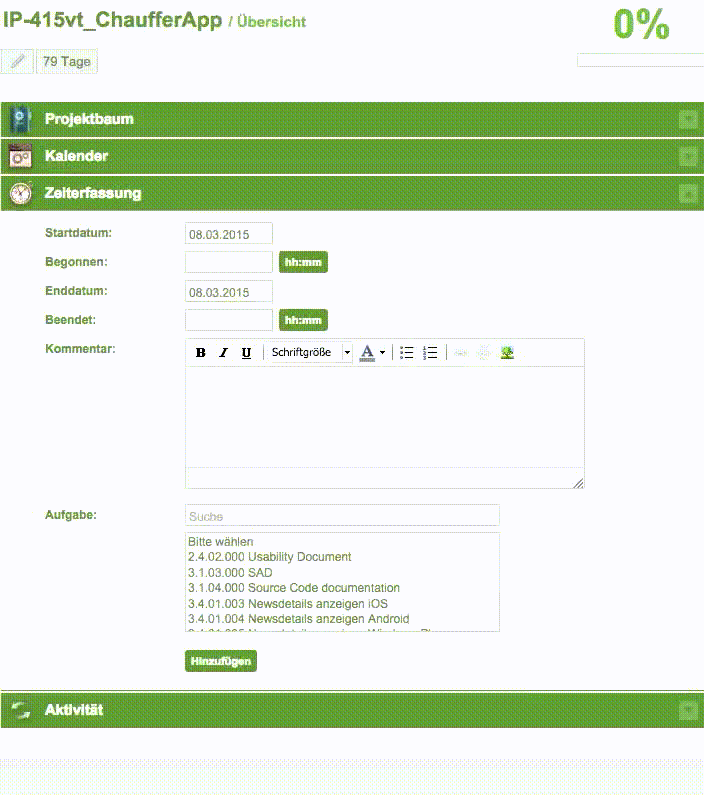 IP-415vt_ChaufferApp / Übersicht
0%
79 Tage
Projektbaum
Kalender
Zeiterfassung
Startdatum: 08.03.2015
Begonnen: hh:mm
Enddatum: 08.03.2015
Beendet: hh:mm
Kommentar:
B I U Schriftgröße A
Aufgabe: Suche
Bitte wählen
2.4.02.000 Usability Document
3.1.03.000 SAD
3.1.04.000 Source Code documentation
3.4.01.003 Newsdetails anzeigen iOS
3.4.01.004 Newsdetails anzeigen Android
Hinzufügen
Aktivität